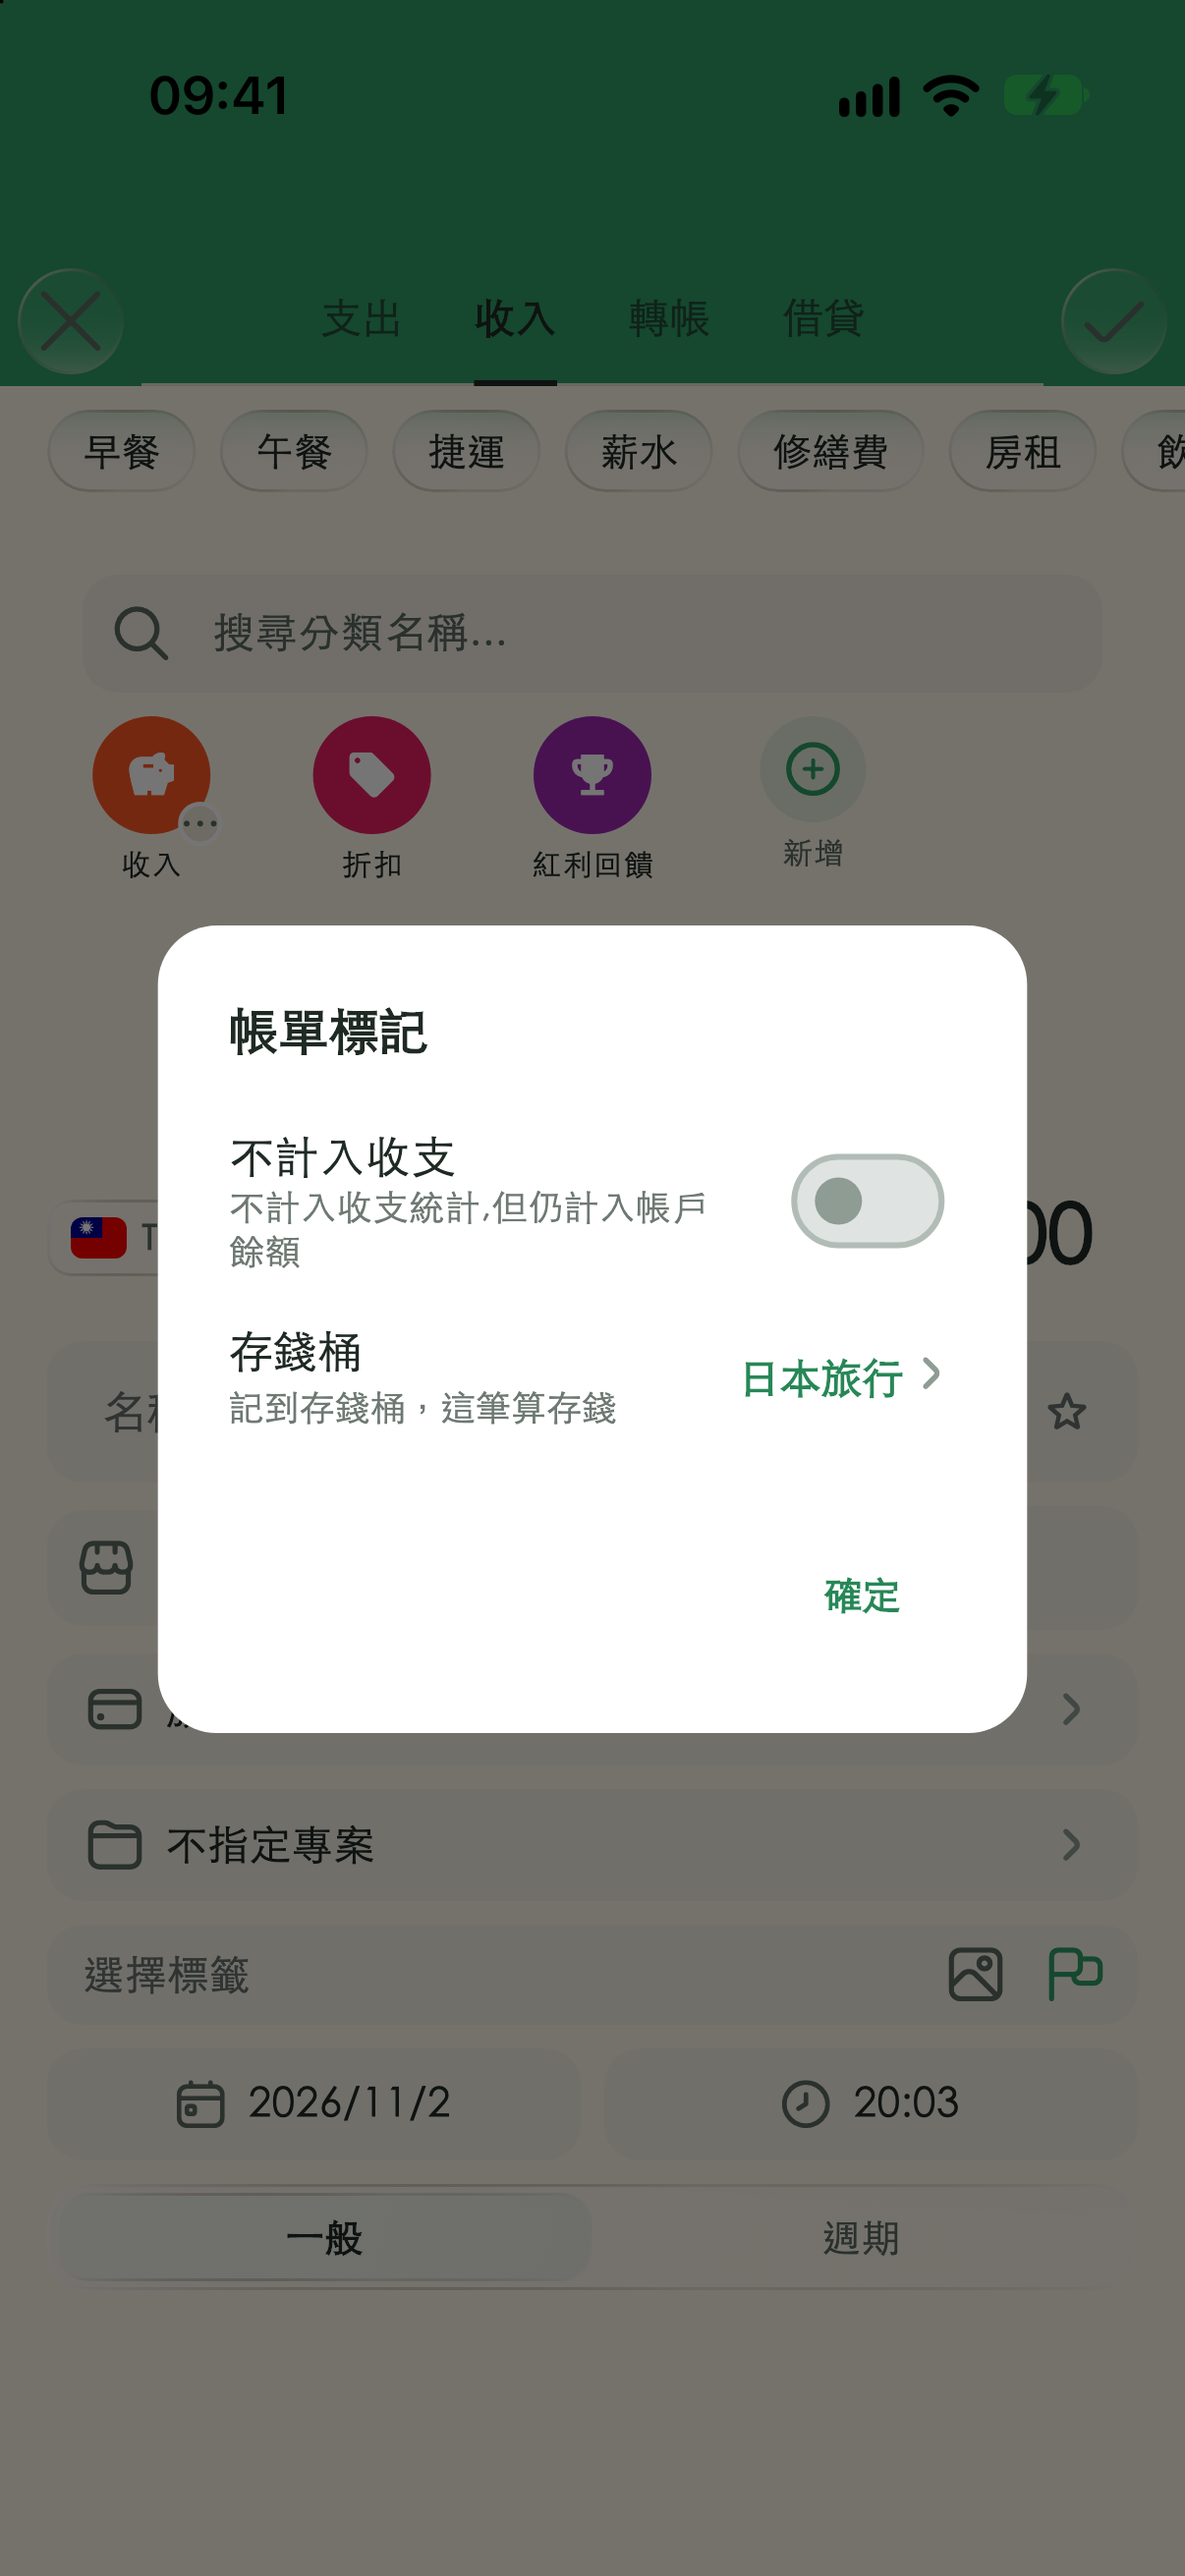 09:41
支出 收入 轉帳 借貸
早餐 午餐 捷運 薪水 修繕費 房租
搜尋分類名稱...
收入 折扣 紅利回饋 新增
帳單標記
不計入收支
不計入收支統計,但仍計入帳戶
餘額
00
存錢桶
記到存錢桶，這筆算存錢
日本旅行
名
確定
不指定專案
選擇標籤
2026/11/2 20:03
一般 週期